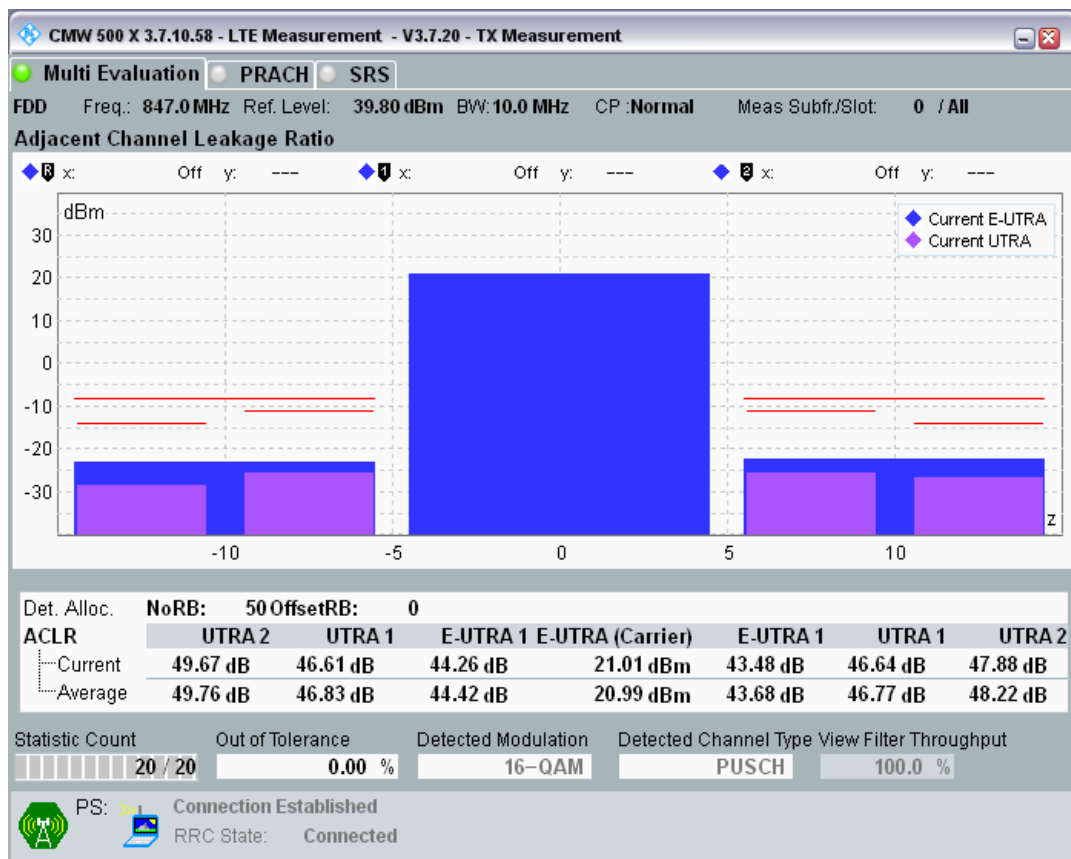 CMW 500 X 3.7.10.58 - LTE Measurement - V3.7.20 - TX Measurement
Multi Evaluation PRACH SRS
FDD Freq.: 847.0 MHz Ref. Level: 39.80 dBm BW: 10.0 MHz CP :Normal Meas Subfr./Slot: 0 / All
Adjacent Channel Leakage Ratio
R x: Off y: --- 1 x: Off y: --- 2 x: Off y: ---
dBm
Current E-UTRA
Current UTRA
30
20
10
0
-10
-20
-30
z
-10 -5 0 5 10
Det. Alloc. NoRB: 50 OffsetRB: 0
ACLR UTRA 2 UTRA 1 E-UTRA 1 E-UTRA (Carrier) E-UTRA 1 UTRA 1 UTRA 2
Current 49.67 dB 46.61 dB 44.26 dB 21.01 dBm 43.48 dB 46.64 dB 47.88 dB
Average 49.76 dB 46.83 dB 44.42 dB 20.99 dBm 43.68 dB 46.77 dB 48.22 dB
Statistic Count Out of Tolerance Detected Modulation Detected Channel Type View Filter Throughput
20 / 20 0.00 % 16-QAM PUSCH 100.0 %
PS: Connection Established
RRC State: Connected